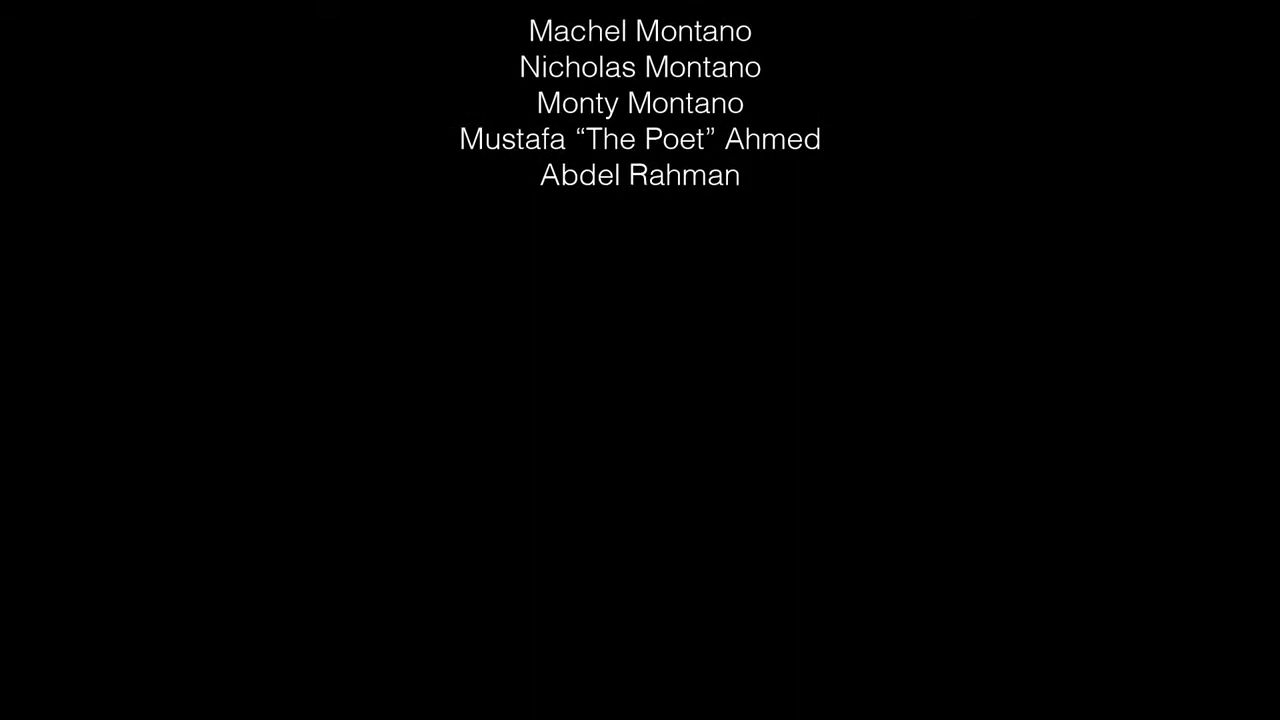 Machel Montano
Nicholas Montano
Monty Montano
Mustafa “The Poet” Ahmed
Abdel Rahman